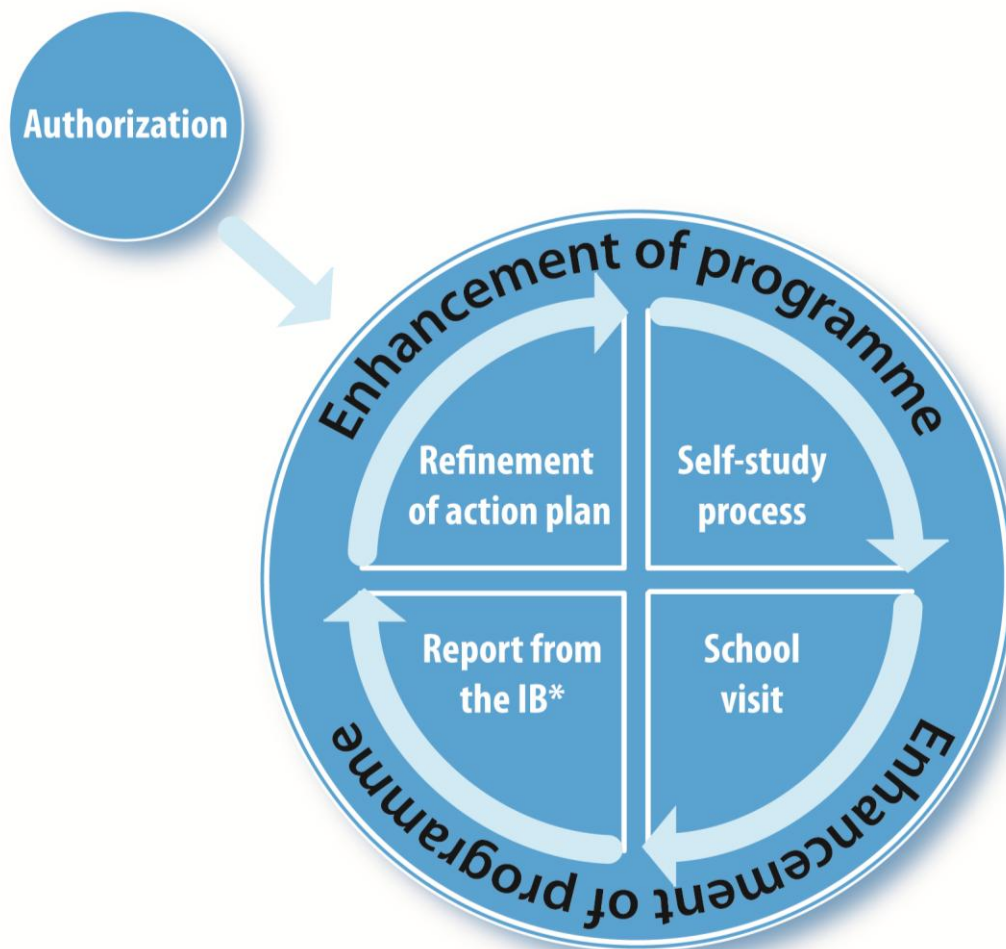 Authorization
Enhancement of programme
Refinement
of action plan
Self-study
process
Report from
the IB*
School
visit
Enhancement of programme